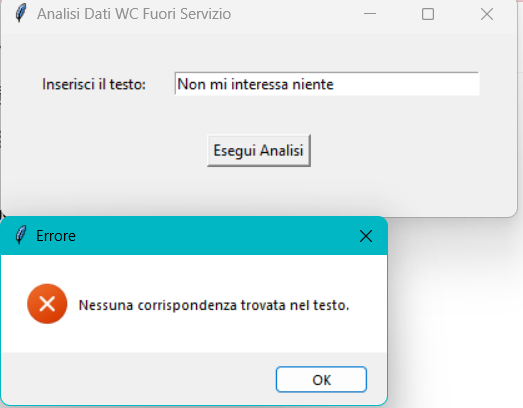 Analisi Dati WC Fuori Servizio
Inserisci il testo: Non mi interessa niente
Esegui Analisi
Errore
Nessuna corrispondenza trovata nel testo.
OK